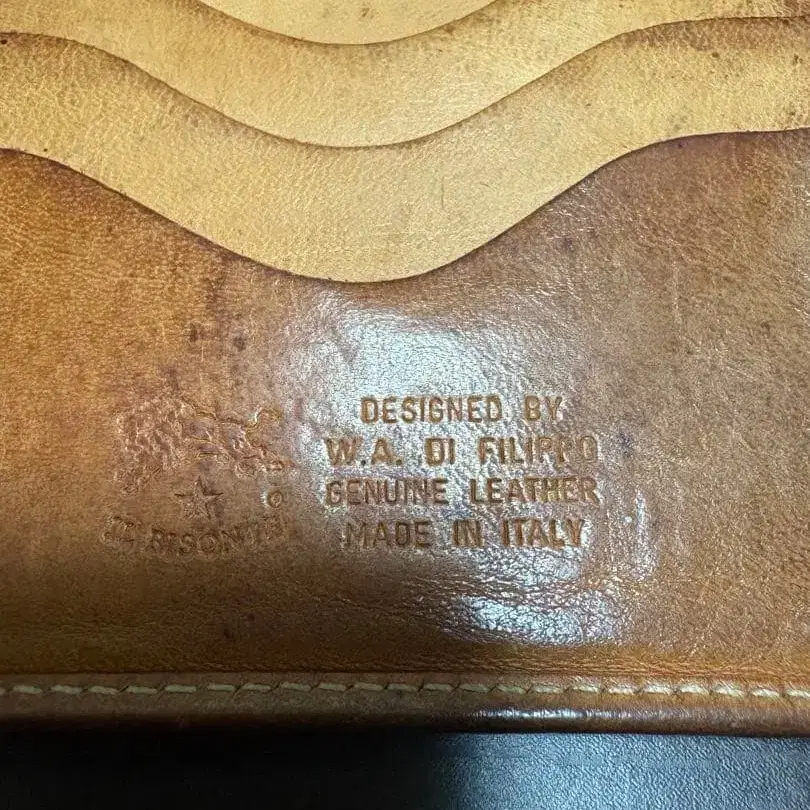 IL BISONTE
DESIGNED BY
W.A. DI FILIPPO
GENUINE LEATHER
MADE IN ITALY